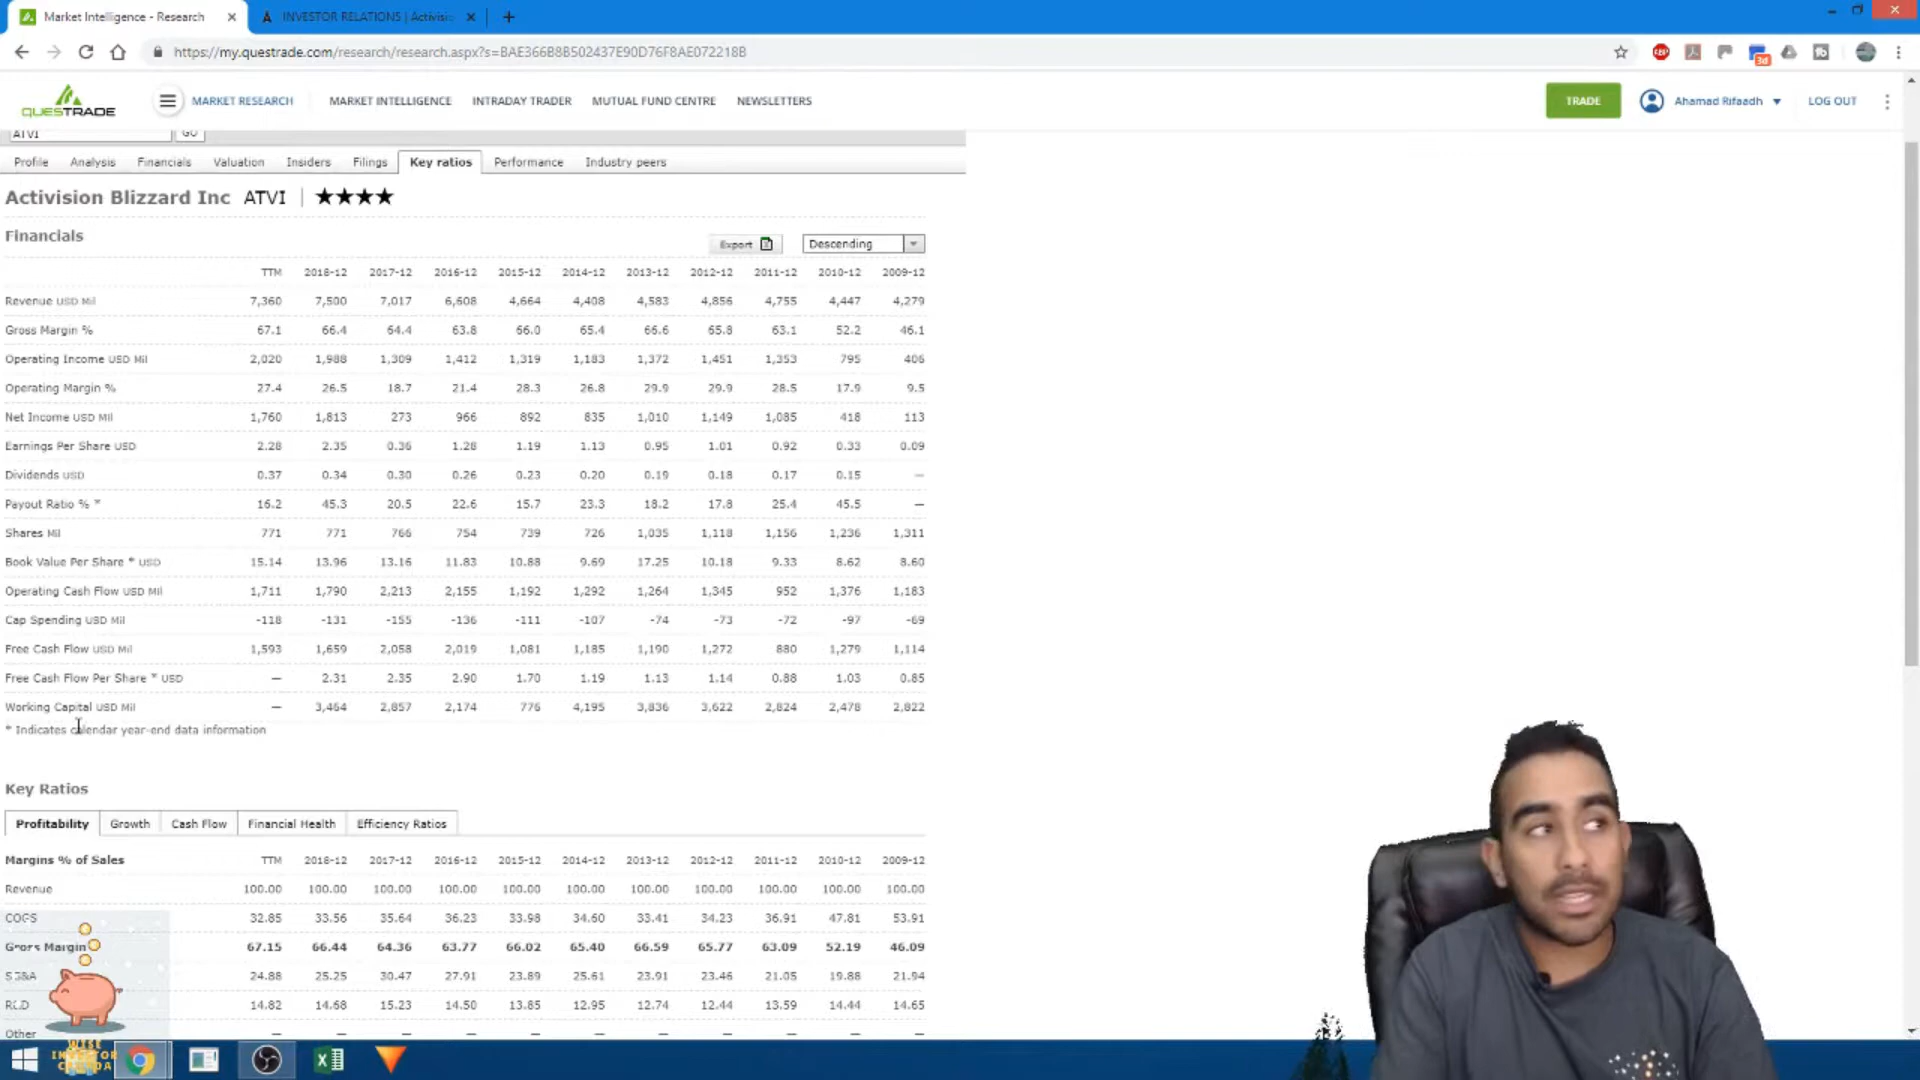 Market Intelligence - Research
INVESTOR RELATIONS | Activisi
https://my.questrade.com/research/research.aspx?s=BAE366B8B502437E90D76F8AE072218B
3d
QUESTRADE
MARKET RESEARCH
MARKET INTELLIGENCE
INTRADAY TRADER
MUTUAL FUND CENTRE
NEWSLETTERS
TRADE
Ahamad Rifaadh
LOG OUT
ATVI GO
Profile Analysis Financials Valuation Insiders Filings Key ratios Performance Industry peers
Activision Blizzard Inc ATVI | ★★★★
Financials
Export Descending
TTM 2018-12 2017-12 2016-12 2015-12 2014-12 2013-12 2012-12 2011-12 2010-12 2009-12
Revenue USD Mil 7,360 7,500 7,017 6,608 4,664 4,408 4,583 4,856 4,755 4,447 4,279
Gross Margin % 67.1 66.4 64.4 63.8 66.0 65.4 66.6 65.8 63.1 52.2 46.1
Operating Income USD Mil 2,020 1,988 1,309 1,412 1,319 1,183 1,372 1,451 1,353 795 406
Operating Margin % 27.4 26.5 18.7 21.4 28.3 26.8 29.9 29.9 28.5 17.9 9.5
Net Income USD Mil 1,760 1,813 273 966 892 835 1,010 1,149 1,085 418 113
Earnings Per Share USD 2.28 2.35 0.36 1.28 1.19 1.13 0.95 1.01 0.92 0.33 0.09
Dividends USD 0.37 0.34 0.30 0.26 0.23 0.20 0.19 0.18 0.17 0.15 —
Payout Ratio % * 16.2 45.3 20.5 22.6 15.7 23.3 18.2 17.8 25.4 45.5 —
Shares Mil 771 771 766 754 739 726 1,035 1,118 1,156 1,236 1,311
Book Value Per Share * USD 15.14 13.96 13.16 11.83 10.88 9.69 17.25 10.18 9.33 8.62 8.60
Operating Cash Flow USD Mil 1,711 1,790 2,213 2,155 1,192 1,292 1,264 1,345 952 1,376 1,183
Cap Spending USD Mil -118 -131 -155 -136 -111 -107 -74 -73 -72 -97 -69
Free Cash Flow USD Mil 1,593 1,659 2,058 2,019 1,081 1,185 1,190 1,272 880 1,279 1,114
Free Cash Flow Per Share * USD — 2.31 2.35 2.90 1.70 1.19 1.13 1.14 0.88 1.03 0.85
Working Capital USD Mil — 3,464 2,857 2,174 776 4,195 3,836 3,622 2,824 2,478 2,822
* Indicates calendar year-end data information
Key Ratios
Profitability Growth Cash Flow Financial Health Efficiency Ratios
Margins % of Sales TTM 2018-12 2017-12 2016-12 2015-12 2014-12 2013-12 2012-12 2011-12 2010-12 2009-12
Revenue 100.00 100.00 100.00 100.00 100.00 100.00 100.00 100.00 100.00 100.00 100.00
COGS 32.85 33.56 35.64 36.23 33.98 34.60 33.41 34.23 36.91 47.81 53.91
Gross Margin 67.15 66.44 64.36 63.77 66.02 65.40 66.59 65.77 63.09 52.19 46.09
SG&A 24.88 25.25 30.47 27.91 23.89 25.61 23.91 23.46 21.05 19.88 21.94
R&D 14.82 14.68 15.23 14.50 13.85 12.95 12.74 12.44 13.59 14.44 14.65
Other — — — — — — — — — — —
WISE
INVESTOR
CANADA